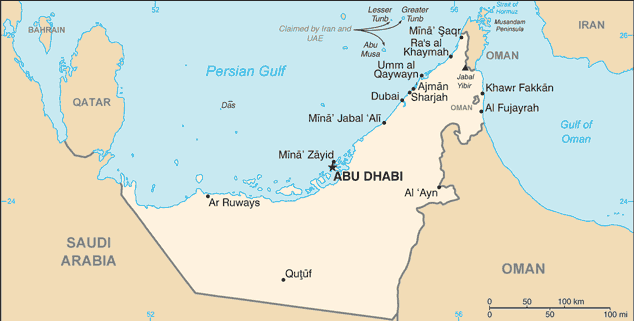 Lesser
Tunb
Greater
Tunb
Strait of
Hormuz
BAHRAIN
26
Claimed by Iran and
UAE
Abu
Musa
Mīnā’ Şaqr
Musandam
Peninsula
IRAN
26
Ra's al
Khaymah
OMAN
Persian Gulf
Umm al
Qaywayn
Jabal
Yibir
QATAR
Das
Ajmān
Sharjah
Dubai
Khawr Fakkān
OMAN
Al Fujayrah
Mīnā’ Jabal ‘Alī
Gulf of
Oman
Mīnā’ Zāyid
ABU DHABI
Al ‘Ayn
24
Ar Ruways
24
SAUDI
ARABIA
Quţūf
OMAN
0 50 100 km
0 50 100 mi
52
54
56
52
56